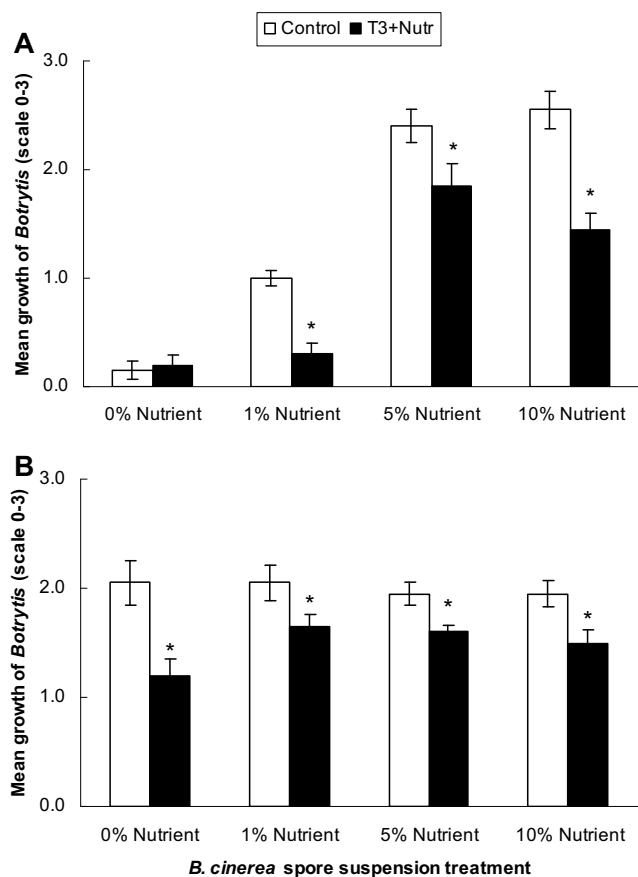 Control T3+Nutr
A
Mean growth of Botrytis (scale 0-3)
3.0
2.0
1.0
0.0
* * *
0% Nutrient 1% Nutrient 5% Nutrient 10% Nutrient
B
Mean growth of Botrytis (scale 0-3)
3.0
2.0
1.0
0.0
* * * *
0% Nutrient 1% Nutrient 5% Nutrient 10% Nutrient
B. cinerea spore suspension treatment